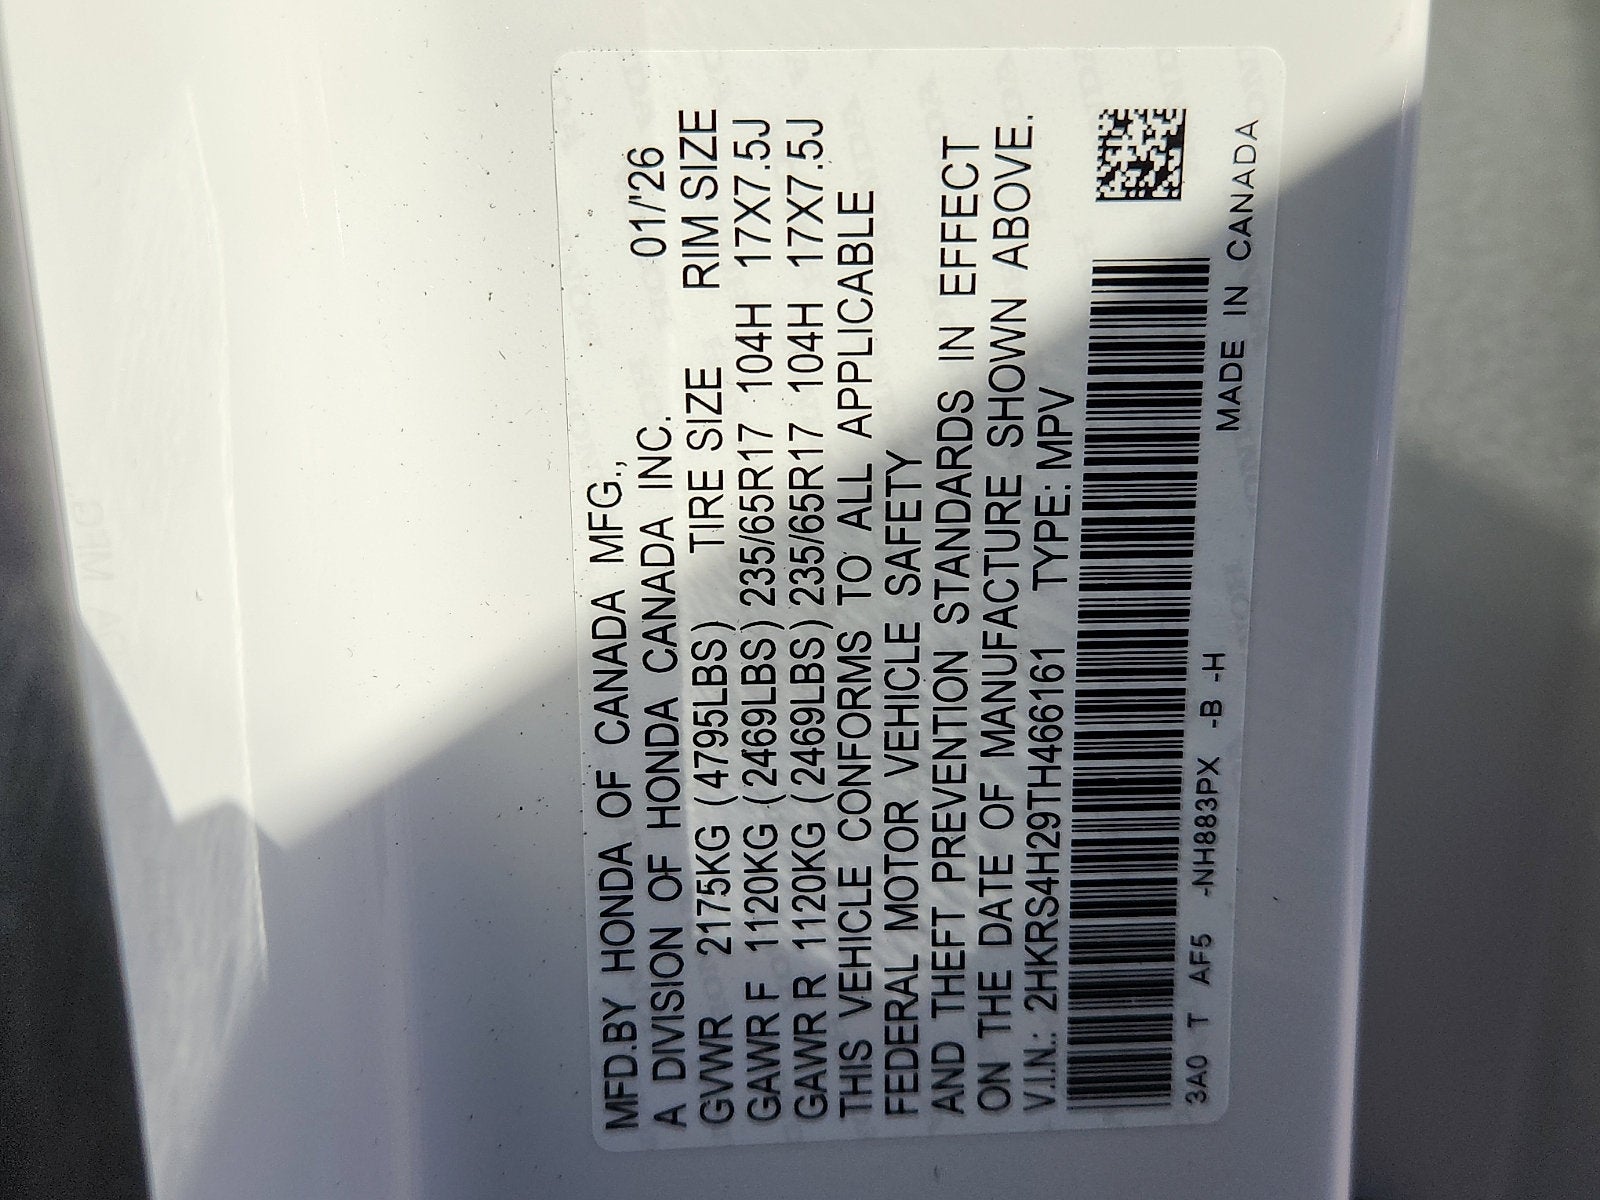 MFD.BY HONDA OF CANADA MFG.,
A DIVISION OF HONDA CANADA INC. 01/'26
GVWR 2175KG (4795LBS) TIRE SIZE RIM SIZE
GAWR F 1120KG (2469LBS) 235/65R17 104H 17X7.5J
GAWR R 1120KG (2469LBS) 235/65R17 104H 17X7.5J
THIS VEHICLE CONFORMS TO ALL APPLICABLE
FEDERAL MOTOR VEHICLE SAFETY
AND THEFT PREVENTION STANDARDS IN EFFECT
ON THE DATE OF MANUFACTURE SHOWN ABOVE.
V.I.N.: 2HKRS4H29TH466161 TYPE: MPV
3A0 T AF5 -NH883PX -B -H MADE IN CANADA